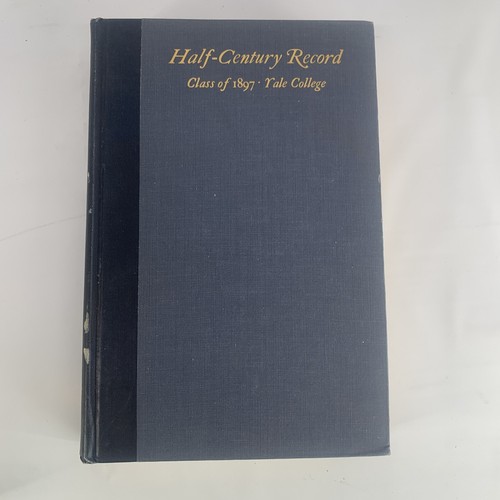 Half-Century Record
Class of 1897 · Yale College